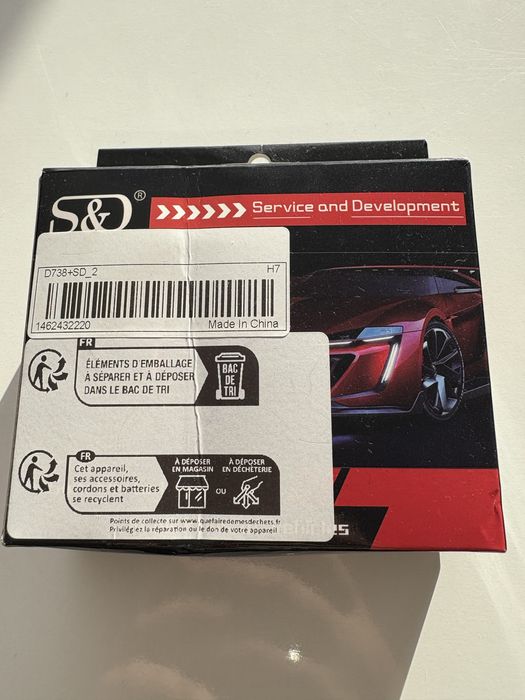 S&D®
Service and Development
D738+SD_2 H7
1462432220 Made In China
FR
ÉLÉMENTS D'EMBALLAGE
À SÉPARER ET À DÉPOSER
DANS LE BAC DE TRI
BAC
DE
TRI
FR
Cet appareil,
ses accessoires,
cordons et batteries
se recyclent
À DÉPOSER
EN MAGASIN
OU
À DÉPOSER
EN DÉCHÈTERIE
Points de collecte sur www.quefairedemesdechets.fr
Privilégiez la réparation ou le don de votre appareil